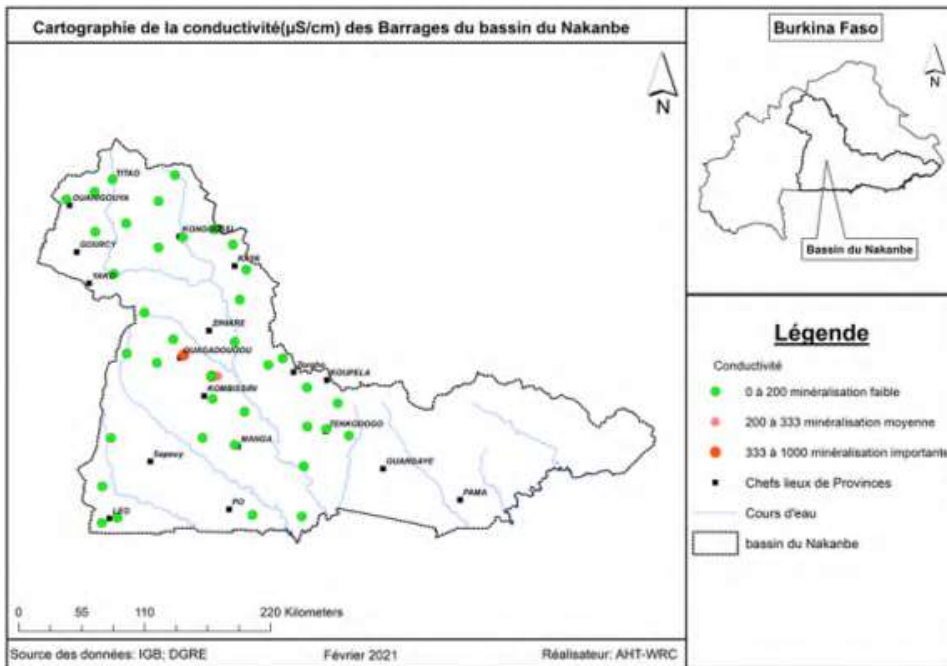 Cartographie de la conductivité(µS/cm) des Barrages du bassin du Nakanbe
N
TITAO
OUAHIGOUYA
KONGOUSSI
GOURCY
KAYA
YAKO
ZINIARE
OUAGADOUGOU
Zorgho
KOUPELA
KOMBISSIRI
TENKODOGO
MANGA
Sapouy
OUARGAYE
PAMA
PO
LEO
0 55 110 220 Kilometers
Source des données: IGB; DGRE Février 2021 Réalisateur: AHT-WRC
Burkina Faso
N
Bassin du Nakanbe
Légende
Conductivité
0 à 200 minéralisation faible
200 à 333 minéralisation moyenne
333 à 1000 minéralisation importante
Chefs lieux de Provinces
Cours d'eau
bassin du Nakanbe